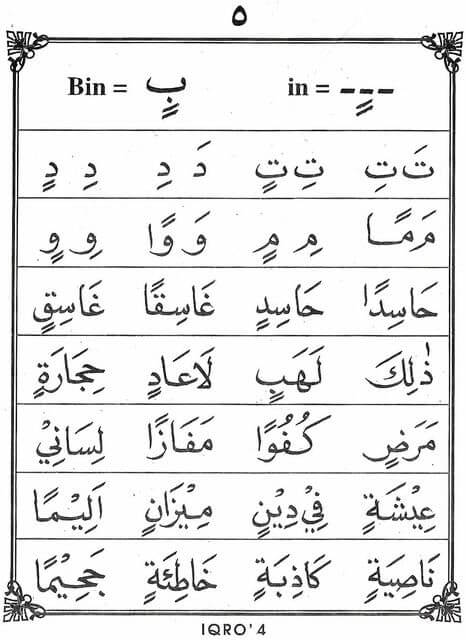 ٥
Bin = بٍ in = ـٍ
تَ تِ تِ تٍ دَ دِ دِ دٍ
مَ مًا مِ مٍ وَ وًا وِ وٍ
حَاسِدًا حَاسِدٍ غَاسِقًا غَاسِقٍ
ذٰلِكَ لَهَبٍ لَاعَادٍ حِجَارَةٍ
مَرَضٍ كُفُوًا مَفَازًا لِسَانِيْ
عِيْشَةٍ فِيْ دِيْنٍ مِيْزَانٍ اَلِيْمًا
نَاصِيَةٍ كَاذِبَةٍ خَاطِئَةٍ جَحِيْمًا
IQRO'4